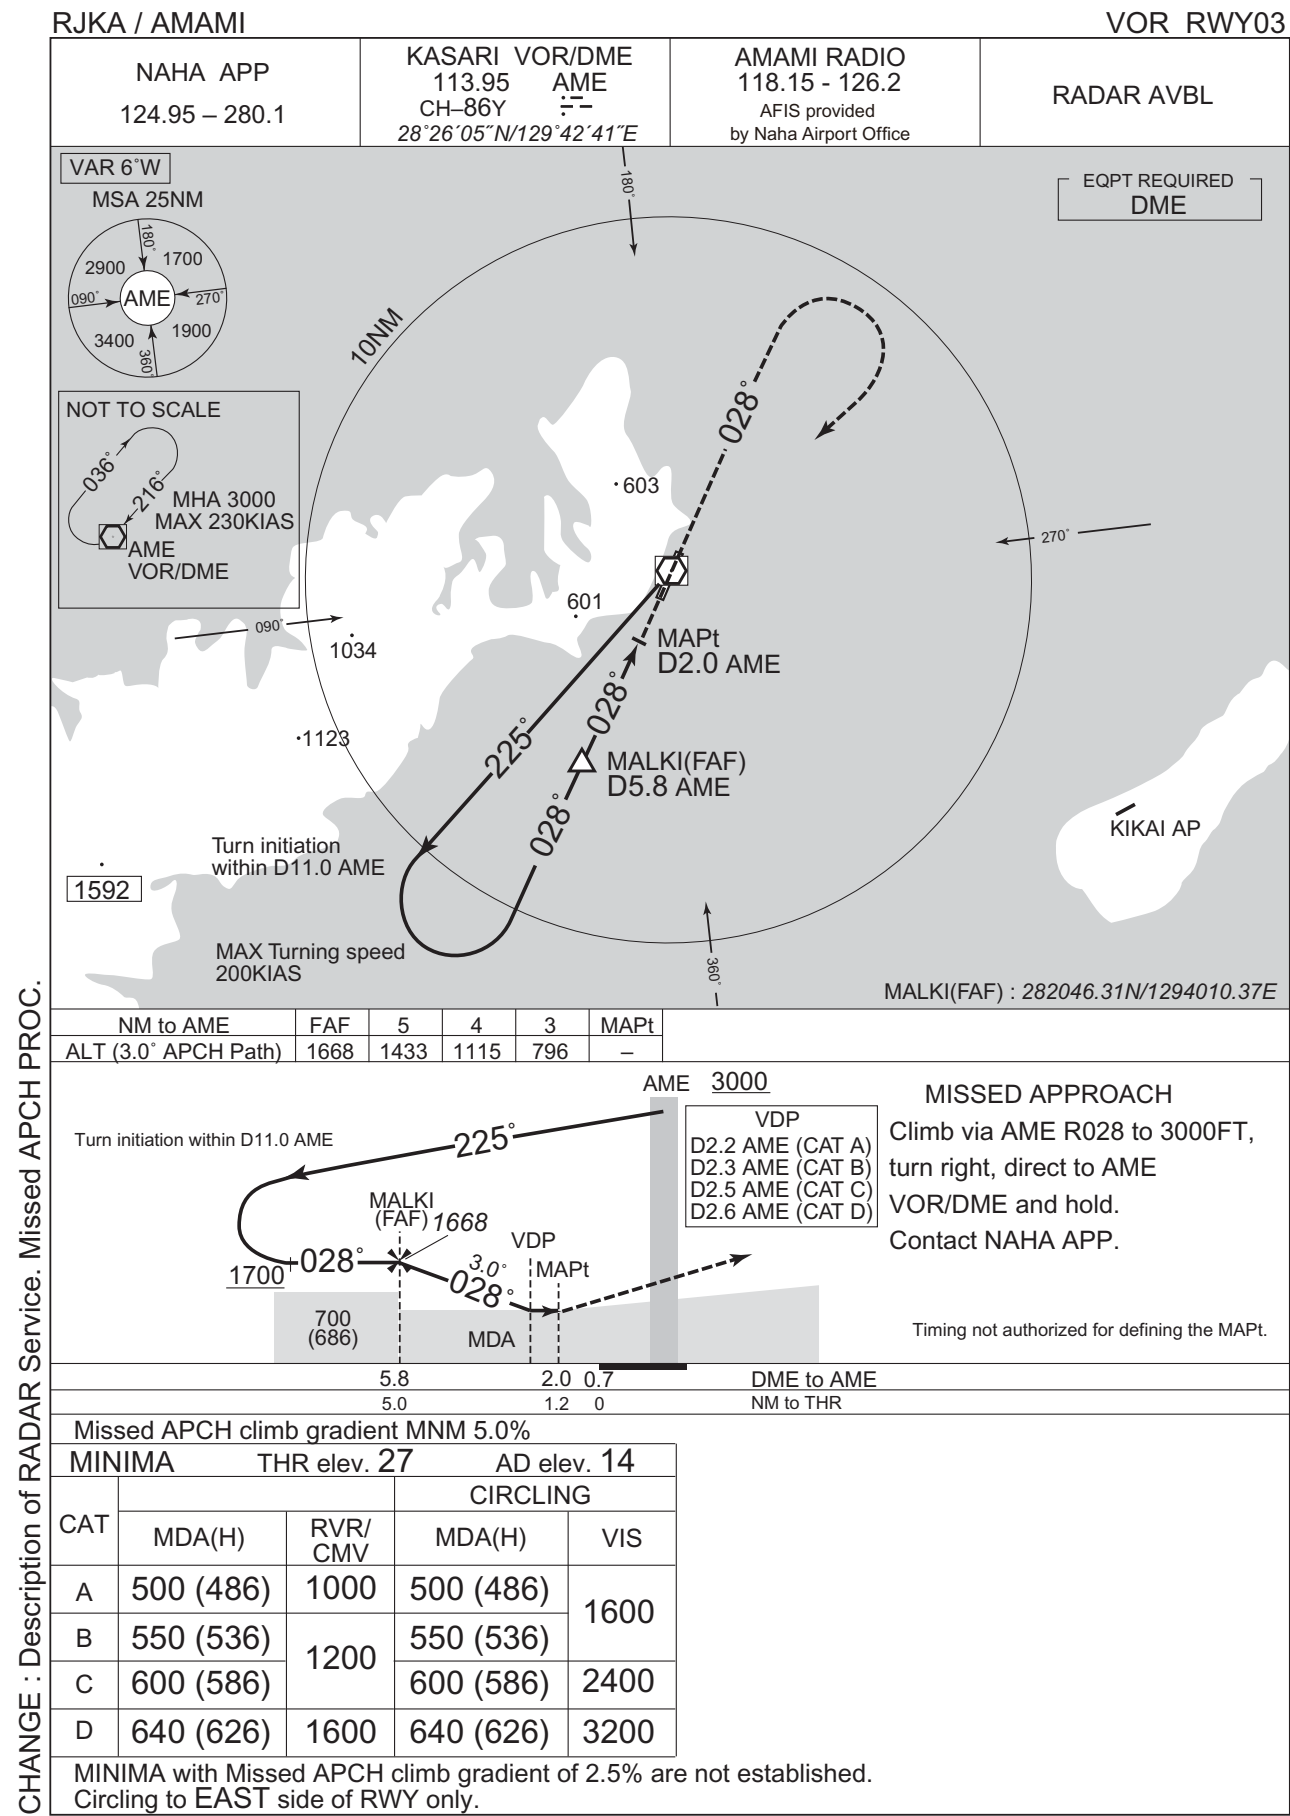 RJKA / AMAMI
VOR RWY03
NAHA APP
124.95 – 280.1
KASARI VOR/DME
113.95 AME
CH–86Y
28°26´05˝N/129°42´41˝E
AMAMI RADIO
118.15 - 126.2
AFIS provided
by Naha Airport Office
RADAR AVBL
VAR 6°W
MSA 25NM
180°
2900
1700
090°
AME
270°
3400
1900
360°
EQPT REQUIRED
DME
180°
10NM
028°
NOT TO SCALE
036°
216°
MHA 3000
MAX 230KIAS
AME
VOR/DME
603
270°
601
090°
1034
MAPt
D2.0 AME
028°
225°
1123
MALKI(FAF)
D5.8 AME
028°
KIKAI AP
Turn initiation
within D11.0 AME
1592
MAX Turning speed
200KIAS
360°
MALKI(FAF) : 282046.31N/1294010.37E
NM to AME FAF 5 4 3 MAPt
ALT (3.0° APCH Path) 1668 1433 1115 796 –
AME 3000
Turn initiation within D11.0 AME
225°
VDP
D2.2 AME (CAT A)
D2.3 AME (CAT B)
D2.5 AME (CAT C)
D2.6 AME (CAT D)
MISSED APPROACH
Climb via AME R028 to 3000FT,
turn right, direct to AME
VOR/DME and hold.
Contact NAHA APP.
MALKI
(FAF) 1668
VDP
1700
028°
3.0°
028°
MAPt
700
(686)
MDA
Timing not authorized for defining the MAPt.
5.8 2.0 0.7 DME to AME
5.0 1.2 0 NM to THR
Missed APCH climb gradient MNM 5.0%
MINIMA THR elev. 27 AD elev. 14
CIRCLING
CAT MDA(H) RVR/CMV MDA(H) VIS
A 500 (486) 1000 500 (486) 1600
B 550 (536) 1200 550 (536)
C 600 (586) 600 (586) 2400
D 640 (626) 1600 640 (626) 3200
MINIMA with Missed APCH climb gradient of 2.5% are not established.
Circling to EAST side of RWY only.
CHANGE : Description of RADAR Service. Missed APCH PROC.